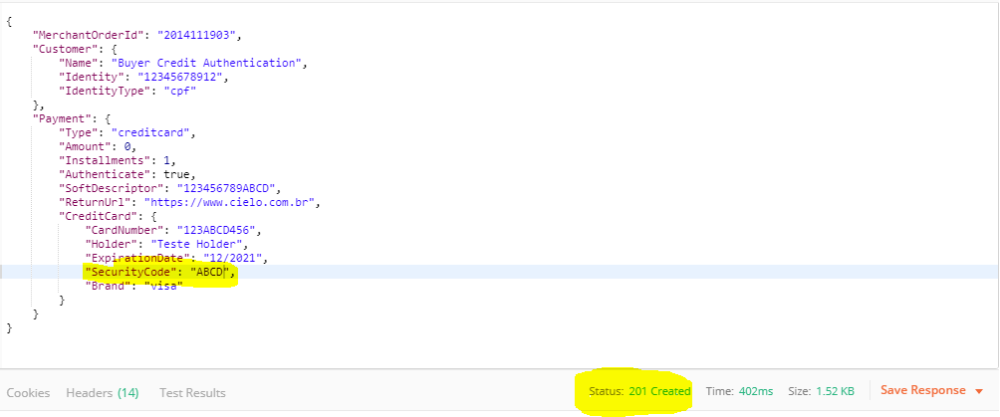 {
"MerchantOrderId": "2014111903",
"Customer": {
"Name": "Buyer Credit Authentication",
"Identity": "12345678912",
"IdentityType": "cpf"
},
"Payment": {
"Type": "creditcard",
"Amount": 0,
"Installments": 1,
"Authenticate": true,
"SoftDescriptor": "123456789ABCD",
"ReturnUrl": "https://www.cielo.com.br",
"CreditCard": {
"CardNumber": "123ABCD456",
"Holder": "Teste Holder",
"ExpirationDate": "12/2021",
"SecurityCode": "ABCD",
"Brand": "visa"
}
}
}
Cookies Headers (14) Test Results Status: 201 Created Time: 402ms Size: 1.52 KB Save Response